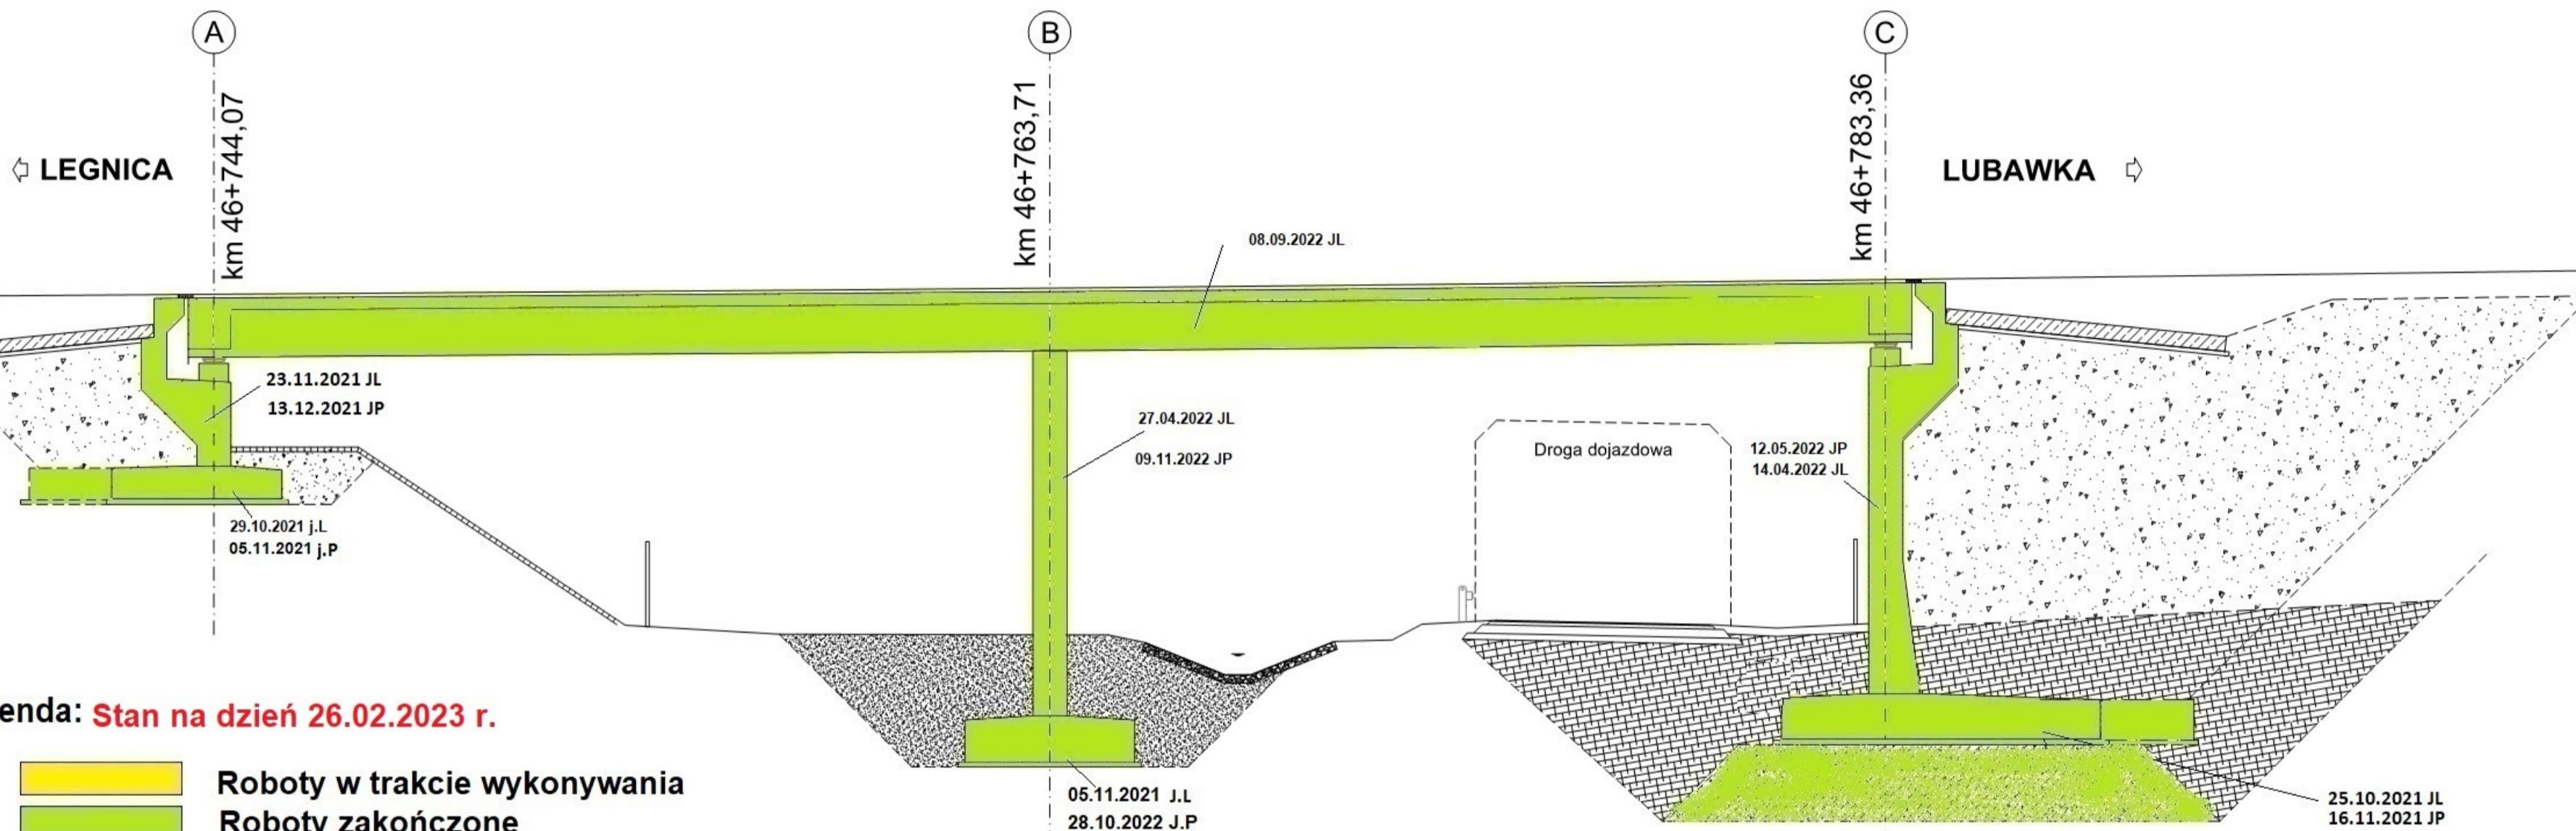 A
B
C
km 46+744,07
km 46+763,71
km 46+783,36
LEGNICA
LUBAWKA
08.09.2022 JL
23.11.2021 JL
13.12.2021 JP
27.04.2022 JL
09.11.2022 JP
Droga dojazdowa
12.05.2022 JP
14.04.2022 JL
29.10.2021 j.L
05.11.2021 j.P
enda: Stan na dzień 26.02.2023 r.
Roboty w trakcie wykonywania
Roboty zakończone
05.11.2021 J.L
28.10.2022 J.P
25.10.2021 JL
16.11.2021 JP